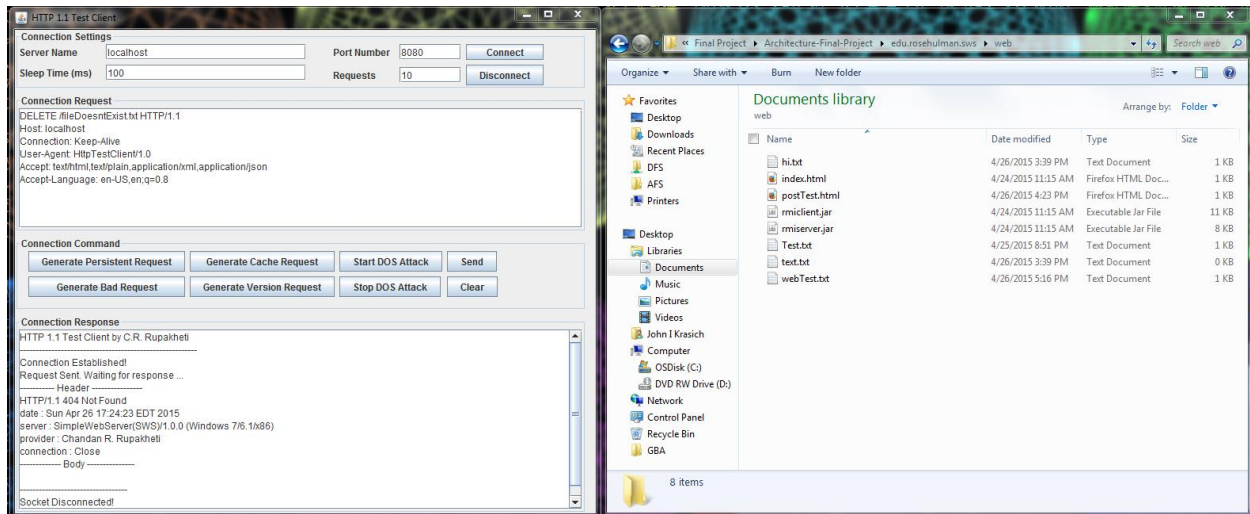 HTTP 1.1 Test Client
Connection Settings
Server Name localhost Port Number 8080 Connect
Sleep Time (ms) 100 Requests 10 Disconnect
Connection Request
DELETE /fileDoesntExist.txt HTTP/1.1
Host: localhost
Connection: Keep-Alive
User-Agent: HttpTestClient/1.0
Accept: text/html,text/plain,application/xml,application/json
Accept-Language: en-US,en;q=0.8
Connection Command
Generate Persistent Request Generate Cache Request Start DOS Attack Send
Generate Bad Request Generate Version Request Stop DOS Attack Clear
Connection Response
HTTP 1.1 Test Client by C.R. Rupakheti
Connection Established!
Request Sent. Waiting for response ...
----------- Header ----------------
HTTP/1.1 404 Not Found
date : Sun Apr 26 17:24:23 EDT 2015
server : SimpleWebServer(SWS)/1.0.0 (Windows 7/6.1/x86)
provider : Chandan R. Rupakheti
connection : Close
------------- Body ---------------
----------------------------------
Socket Disconnected!
« Final Project Architecture-Final-Project edu.rosehulman.sws web Search web
Organize Share with Burn New folder
Favorites
Desktop
Downloads
Recent Places
DFS
AFS
Printers
Desktop
Libraries
Documents
Music
Pictures
Videos
John I Krasich
Computer
OSDisk (C:)
DVD RW Drive (D:)
Network
Control Panel
Recycle Bin
GBA
Documents library
web
Arrange by: Folder
Name Date modified Type Size
hi.txt 4/26/2015 3:39 PM Text Document 1 KB
index.html 4/24/2015 11:15 AM Firefox HTML Doc... 1 KB
postTest.html 4/26/2015 4:23 PM Firefox HTML Doc... 1 KB
rmiclient.jar 4/24/2015 11:15 AM Executable Jar File 11 KB
rmiserver.jar 4/24/2015 11:15 AM Executable Jar File 8 KB
Test.txt 4/25/2015 8:51 PM Text Document 1 KB
text.txt 4/26/2015 3:39 PM Text Document 0 KB
webTest.txt 4/26/2015 5:16 PM Text Document 1 KB
8 items